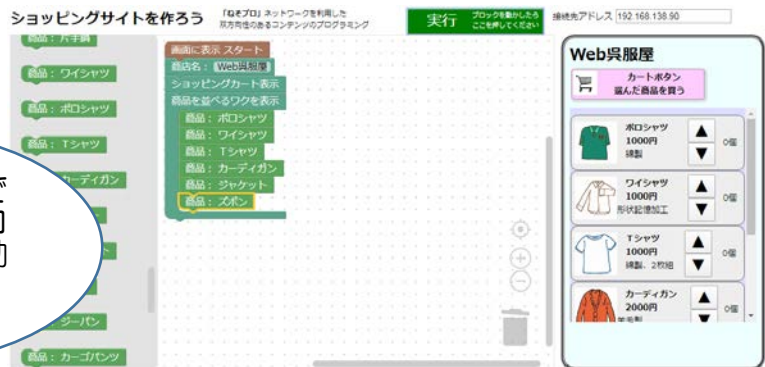 ショッピングサイトを作ろう
「ねそプロ」ネットワークを利用した
双方向性のあるコンテンツのプログラミング
実行
ブロックを動かしたら
ここを押してください
接続先アドレス 192.168.138.90
商品: 片手鍋
商品: ワイシャツ
商品: ポロシャツ
商品: Tシャツ
カーディガン
ト
ジーパン
商品: カーゴパンツ
画面に表示 スタート
商店名: Web呉服屋
ショッピングカート表示
商品を並べるワクを表示
商品: ポロシャツ
商品: ワイシャツ
商品: Tシャツ
商品: カーディガン
商品: ジャケット
商品: ズボン
Web呉服屋
カートボタン
選んだ商品を買う
ポロシャツ
1000円
綿製
▲
▼
0個
ワイシャツ
1000円
形状記憶加工
▲
▼
0個
Tシャツ
1000円
綿製、2枚組
▲
▼
0個
カーディガン
2000円
▲
▼
0個